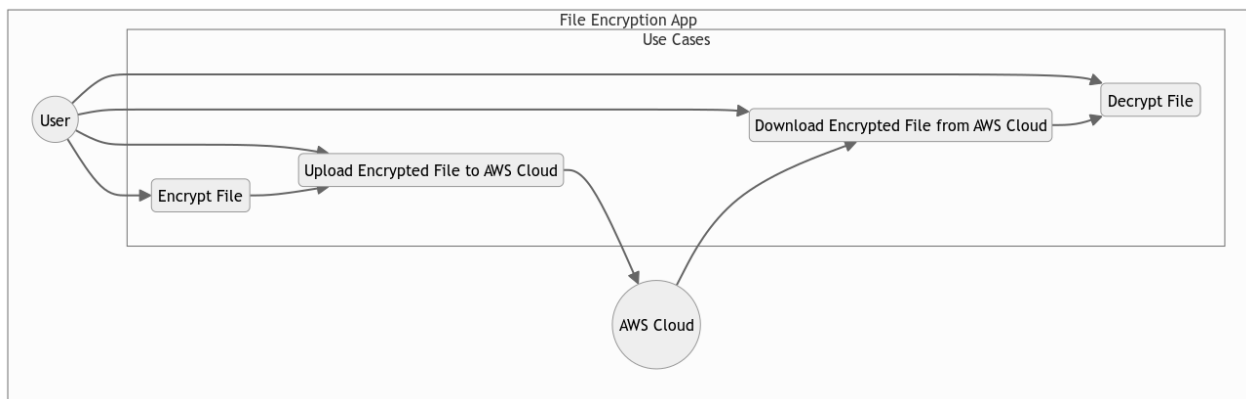 File Encryption App
Use Cases
User
Decrypt File
Download Encrypted File from AWS Cloud
Upload Encrypted File to AWS Cloud
Encrypt File
AWS Cloud